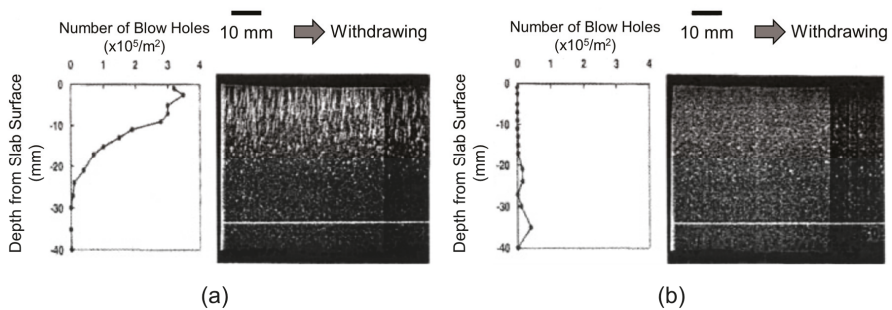 Number of Blow Holes
(x10⁵/m²)
10 mm
Withdrawing
0 1 2 3 4
Depth from Slab Surface
(mm)
0
-10
-20
-30
-40
(a)
Number of Blow Holes
(x10⁵/m²)
10 mm
Withdrawing
0 1 2 3 4
Depth from Slab Surface
(mm)
0
-10
-20
-30
-40
(b)